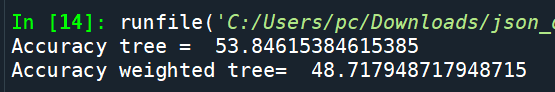 In [14]: runfile('C:/Users/pc/Downloads/json_
Accuracy tree =  53.84615384615385
Accuracy weighted tree=  48.717948717948715